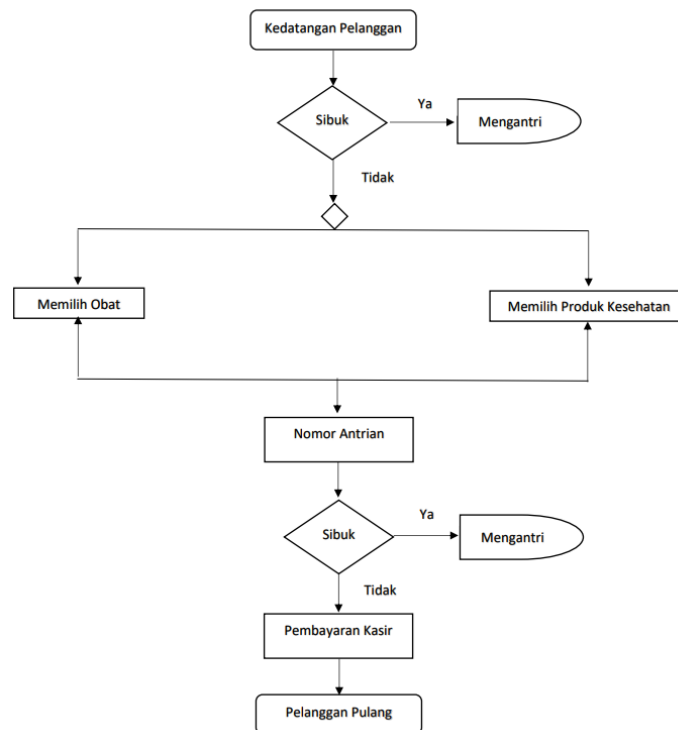 Kedatangan Pelanggan
Sibuk
Ya
Mengantri
Tidak
Memilih Obat
Memilih Produk Kesehatan
Nomor Antrian
Sibuk
Ya
Mengantri
Tidak
Pembayaran Kasir
Pelanggan Pulang